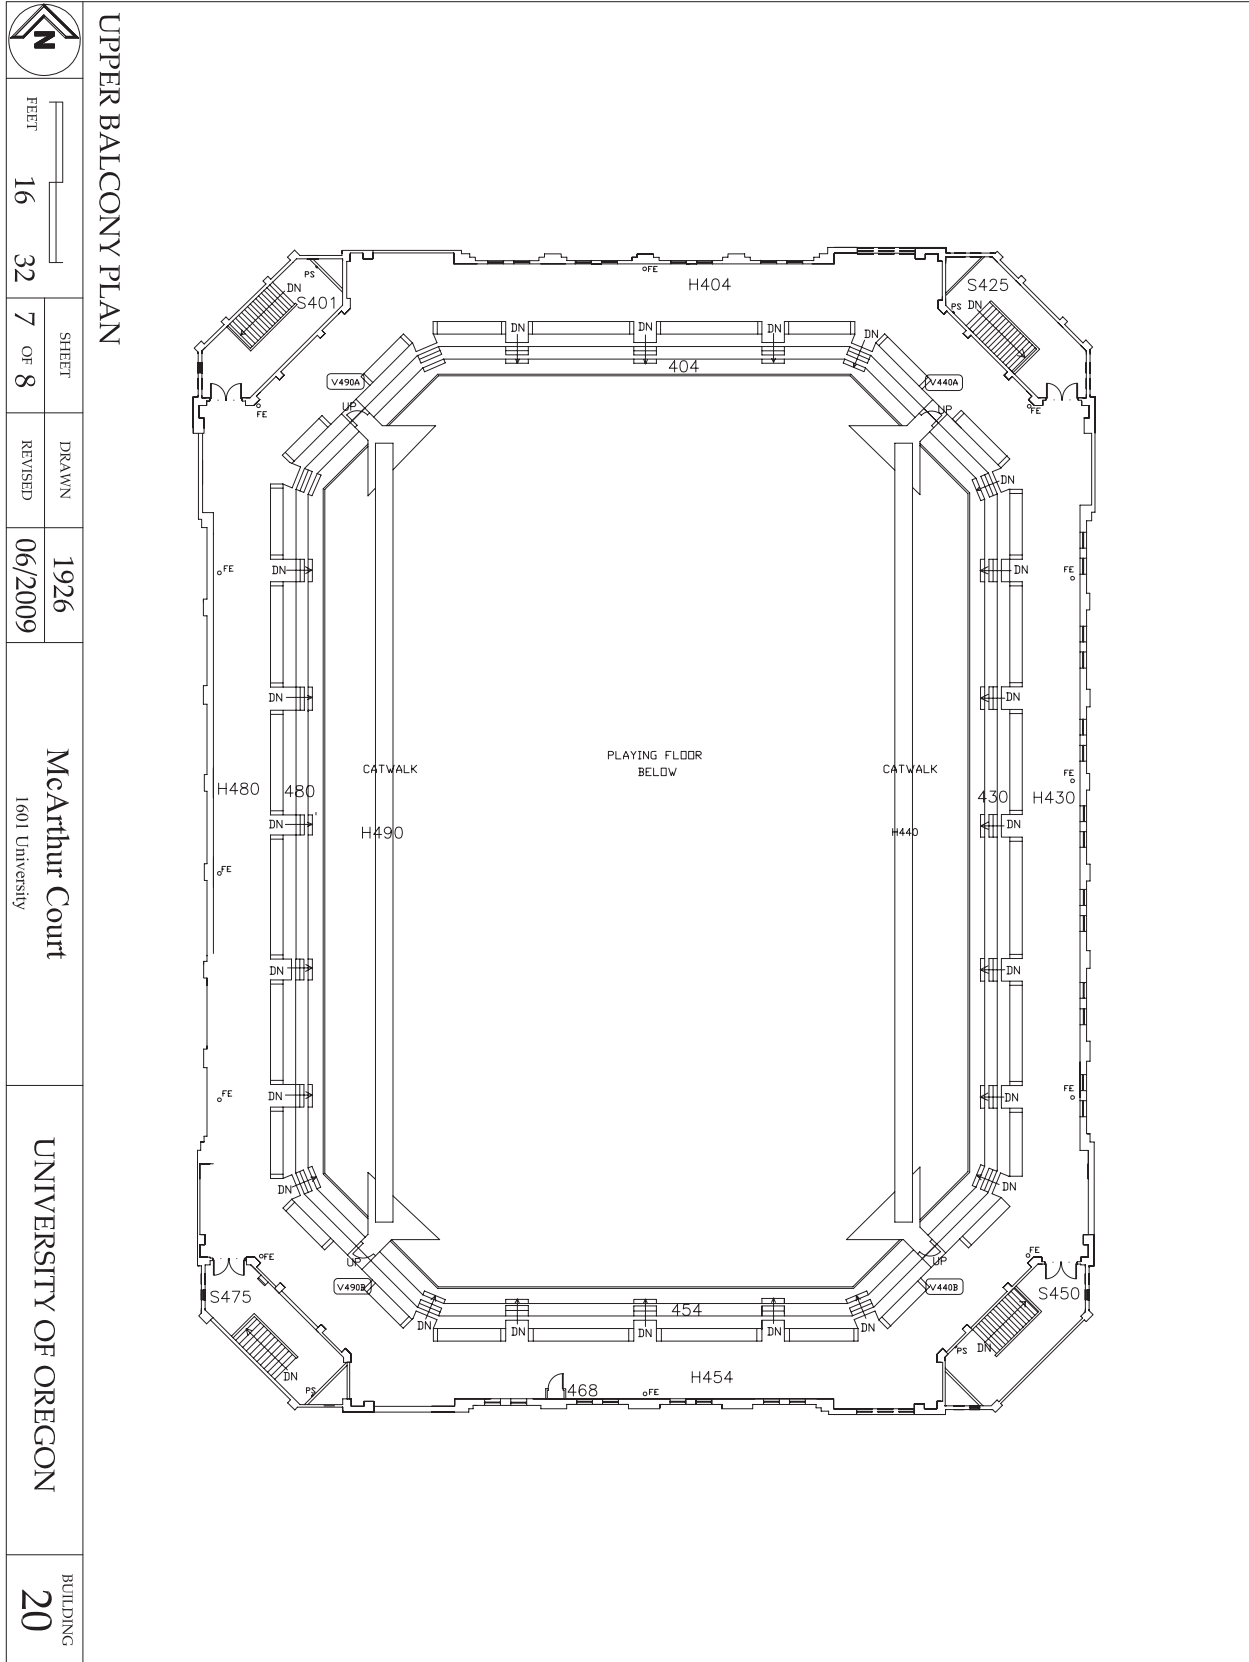 UPPER BALCONY PLAN
N
FEET 16 32
SHEET
7 OF 8
DRAWN 1926
REVISED 06/2009
McArthur Court
1601 University
UNIVERSITY OF OREGON
BUILDING
20
FE
H404
S425
PS
DN
S401
DN
PS
DN
DN
DN
DN
404
V490A
V440A
UP
UP
FE
FE
DN
FE
DN
DN
FE
DN
DN
PLAYING FLOOR
BELOW
CATWALK
CATWALK
FE
H480
480
430
H430
DN
DN
H490
H440
FE
DN
DN
FE
DN
DN
FE
DN
DN
FE
FE
UP
UP
V490B
V440B
S475
S450
454
DN
DN
DN
DN
DN
PS
DN
DN
PS
468
FE
H454